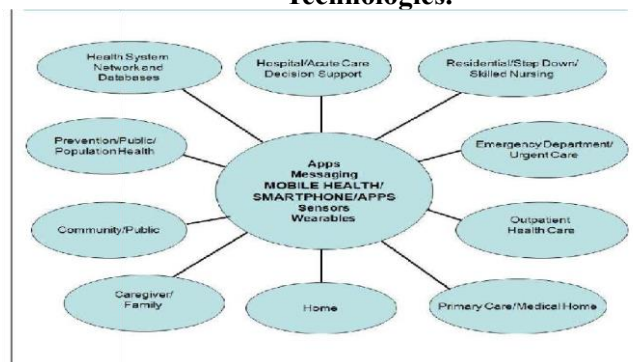 Technologies.
Health System
Network and
Databases
Hospital/Acute Care
Decision Support
Residential/Step Down/
Skilled Nursing
Prevention/Public/
Population Health
Emergency Department/
Urgent Care
Apps
Messaging
MOBILE HEALTH/
SMARTPHONE/APPS
Sensors
Wearables
Community/Public
Outpatient
Health Care
Caregiver/
Family
Home
Primary Care/Medical Home